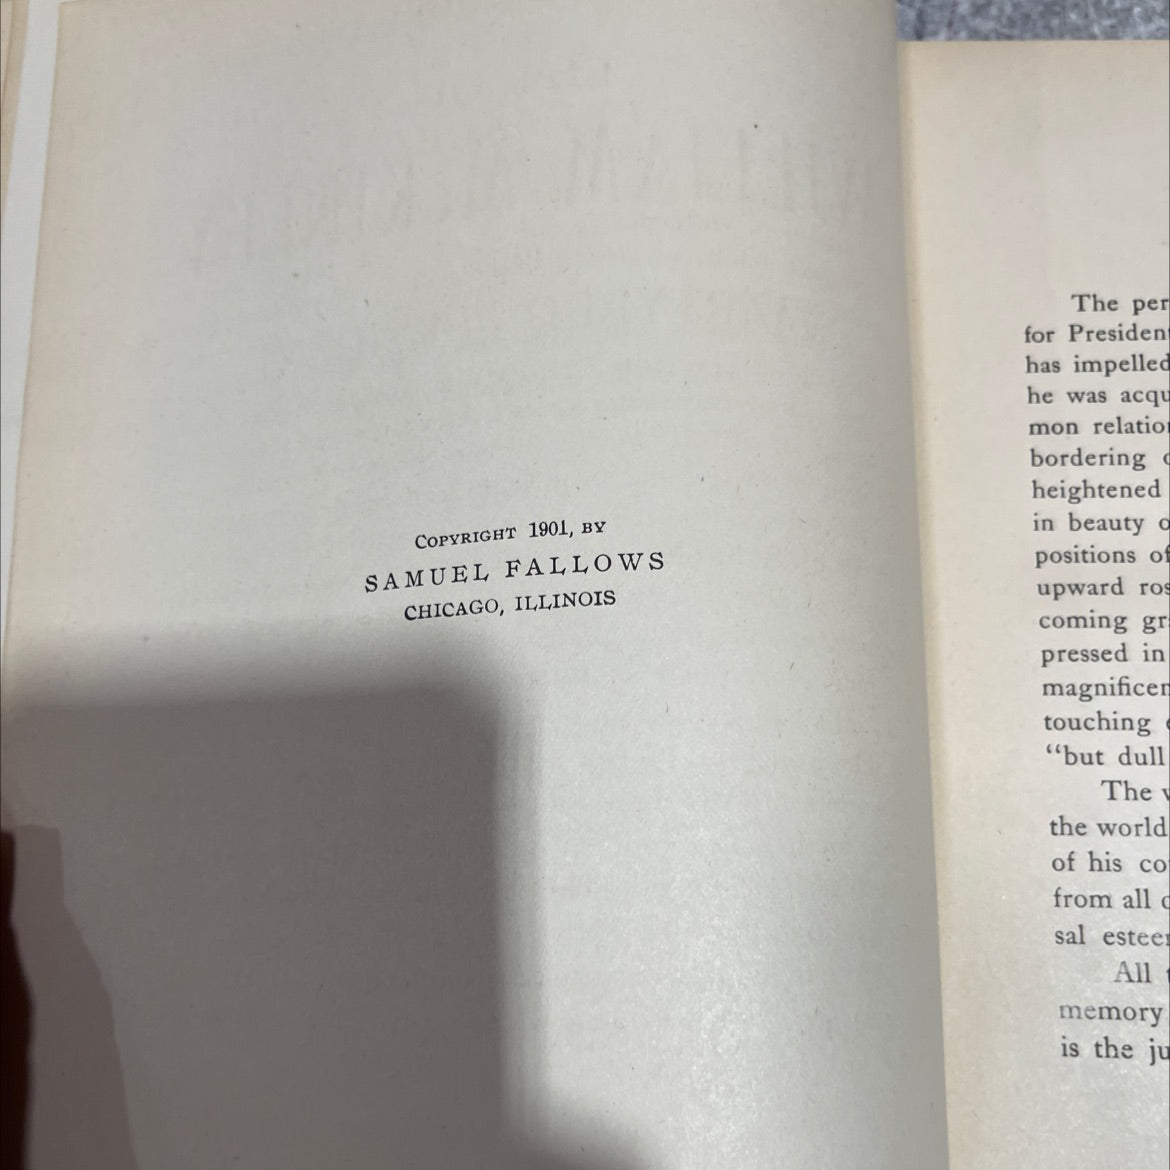 COPYRIGHT 1901, BY
SAMUEL FALLOWS
CHICAGO, ILLINOIS
The per
for Presiden
has impelled
he was acqu
mon relatio
bordering
heightened
in beauty
positions of
upward ros
coming gr
pressed in
magnificen
touching
“but dull
The
the world
of his co
from all
sal estee
All
memory
is the ju